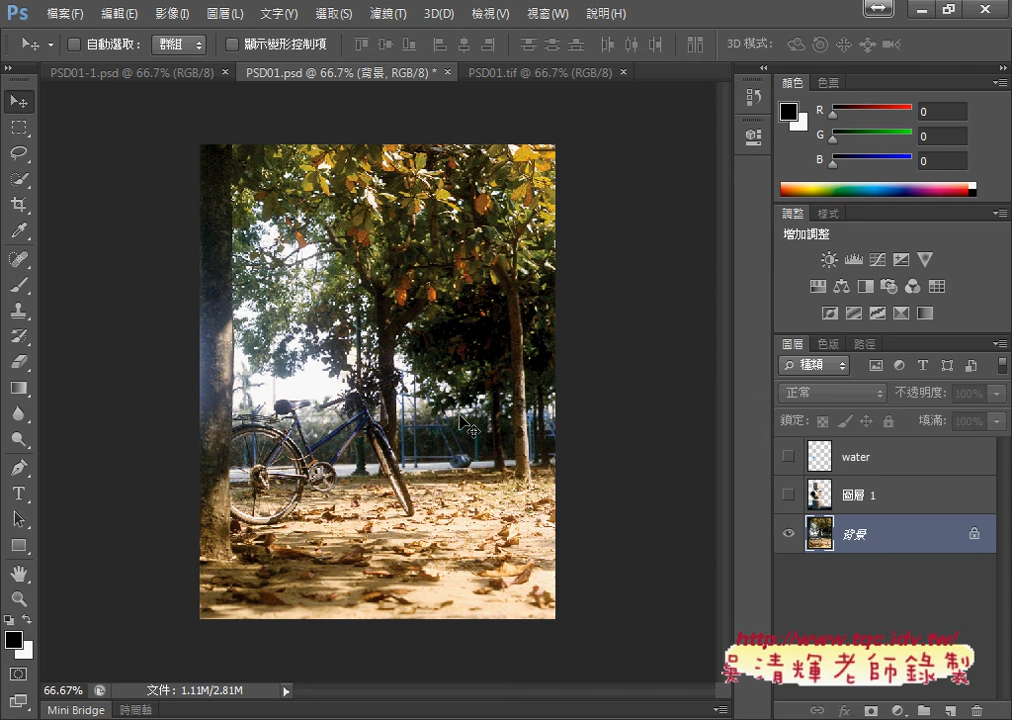 Ps 檔案(F) 編輯(E) 影像(I) 圖層(L) 文字(Y) 選取(S) 濾鏡(T) 3D(D) 檢視(V) 視窗(W) 說明(H)
自動選取： 群組 顯示變形控制項 3D 模式：
PSD01-1.psd @ 66.7% (RGB/8) × PSD01.psd @ 66.7% (背景, RGB/8) * × PSD01.tif @ 66.7% (RGB/8) ×
顏色 色票
R 0
G 0
B 0
調整 樣式
增加調整
圖層 色版 路徑
種類
正常 不透明度： 100%
鎖定： 填滿： 100%
water
圖層 1
背景
http://www.tqc.idv.tw/
吳清輝老師錄製
66.67% 文件：1.11M/2.81M
Mini Bridge 時間軸